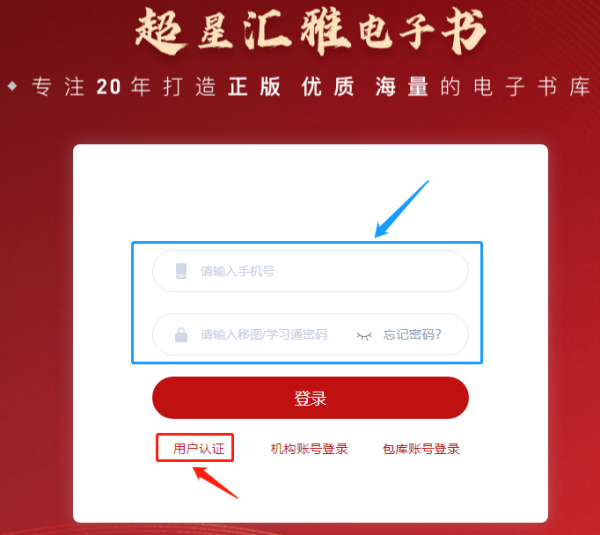 超星汇雅电子书
专注20年打造正版 优质 海量的电子书库
请输入手机号
请输入移图/学习通密码 忘记密码?
登录
用户认证 机构账号登录 包库账号登录